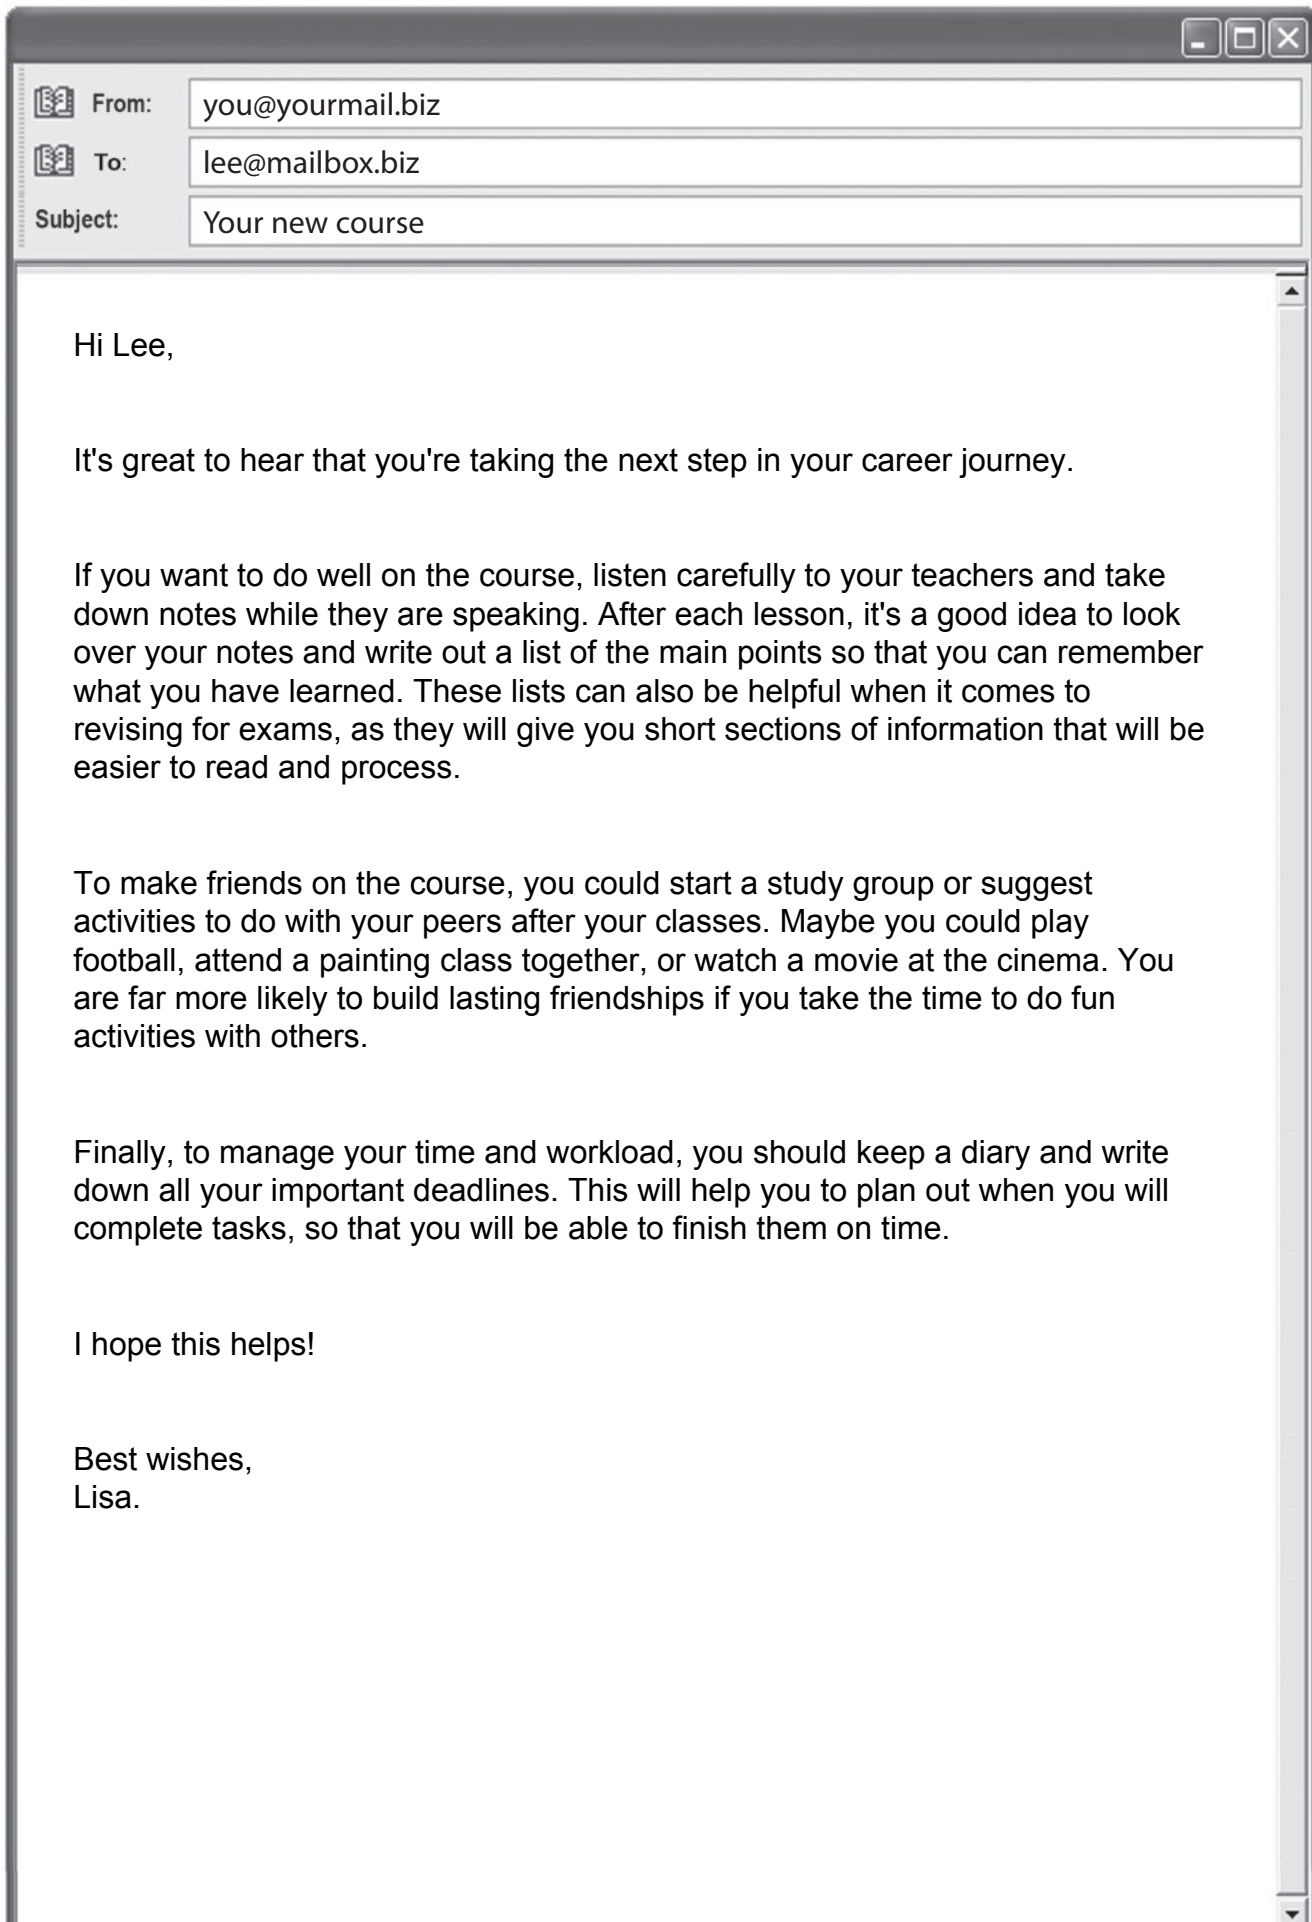 From: you@yourmail.biz
To: lee@mailbox.biz
Subject: Your new course
Hi Lee,
It's great to hear that you're taking the next step in your career journey.
If you want to do well on the course, listen carefully to your teachers and take
down notes while they are speaking. After each lesson, it's a good idea to look
over your notes and write out a list of the main points so that you can remember
what you have learned. These lists can also be helpful when it comes to
revising for exams, as they will give you short sections of information that will be
easier to read and process.
To make friends on the course, you could start a study group or suggest
activities to do with your peers after your classes. Maybe you could play
football, attend a painting class together, or watch a movie at the cinema. You
are far more likely to build lasting friendships if you take the time to do fun
activities with others.
Finally, to manage your time and workload, you should keep a diary and write
down all your important deadlines. This will help you to plan out when you will
complete tasks, so that you will be able to finish them on time.
I hope this helps!
Best wishes,
Lisa.